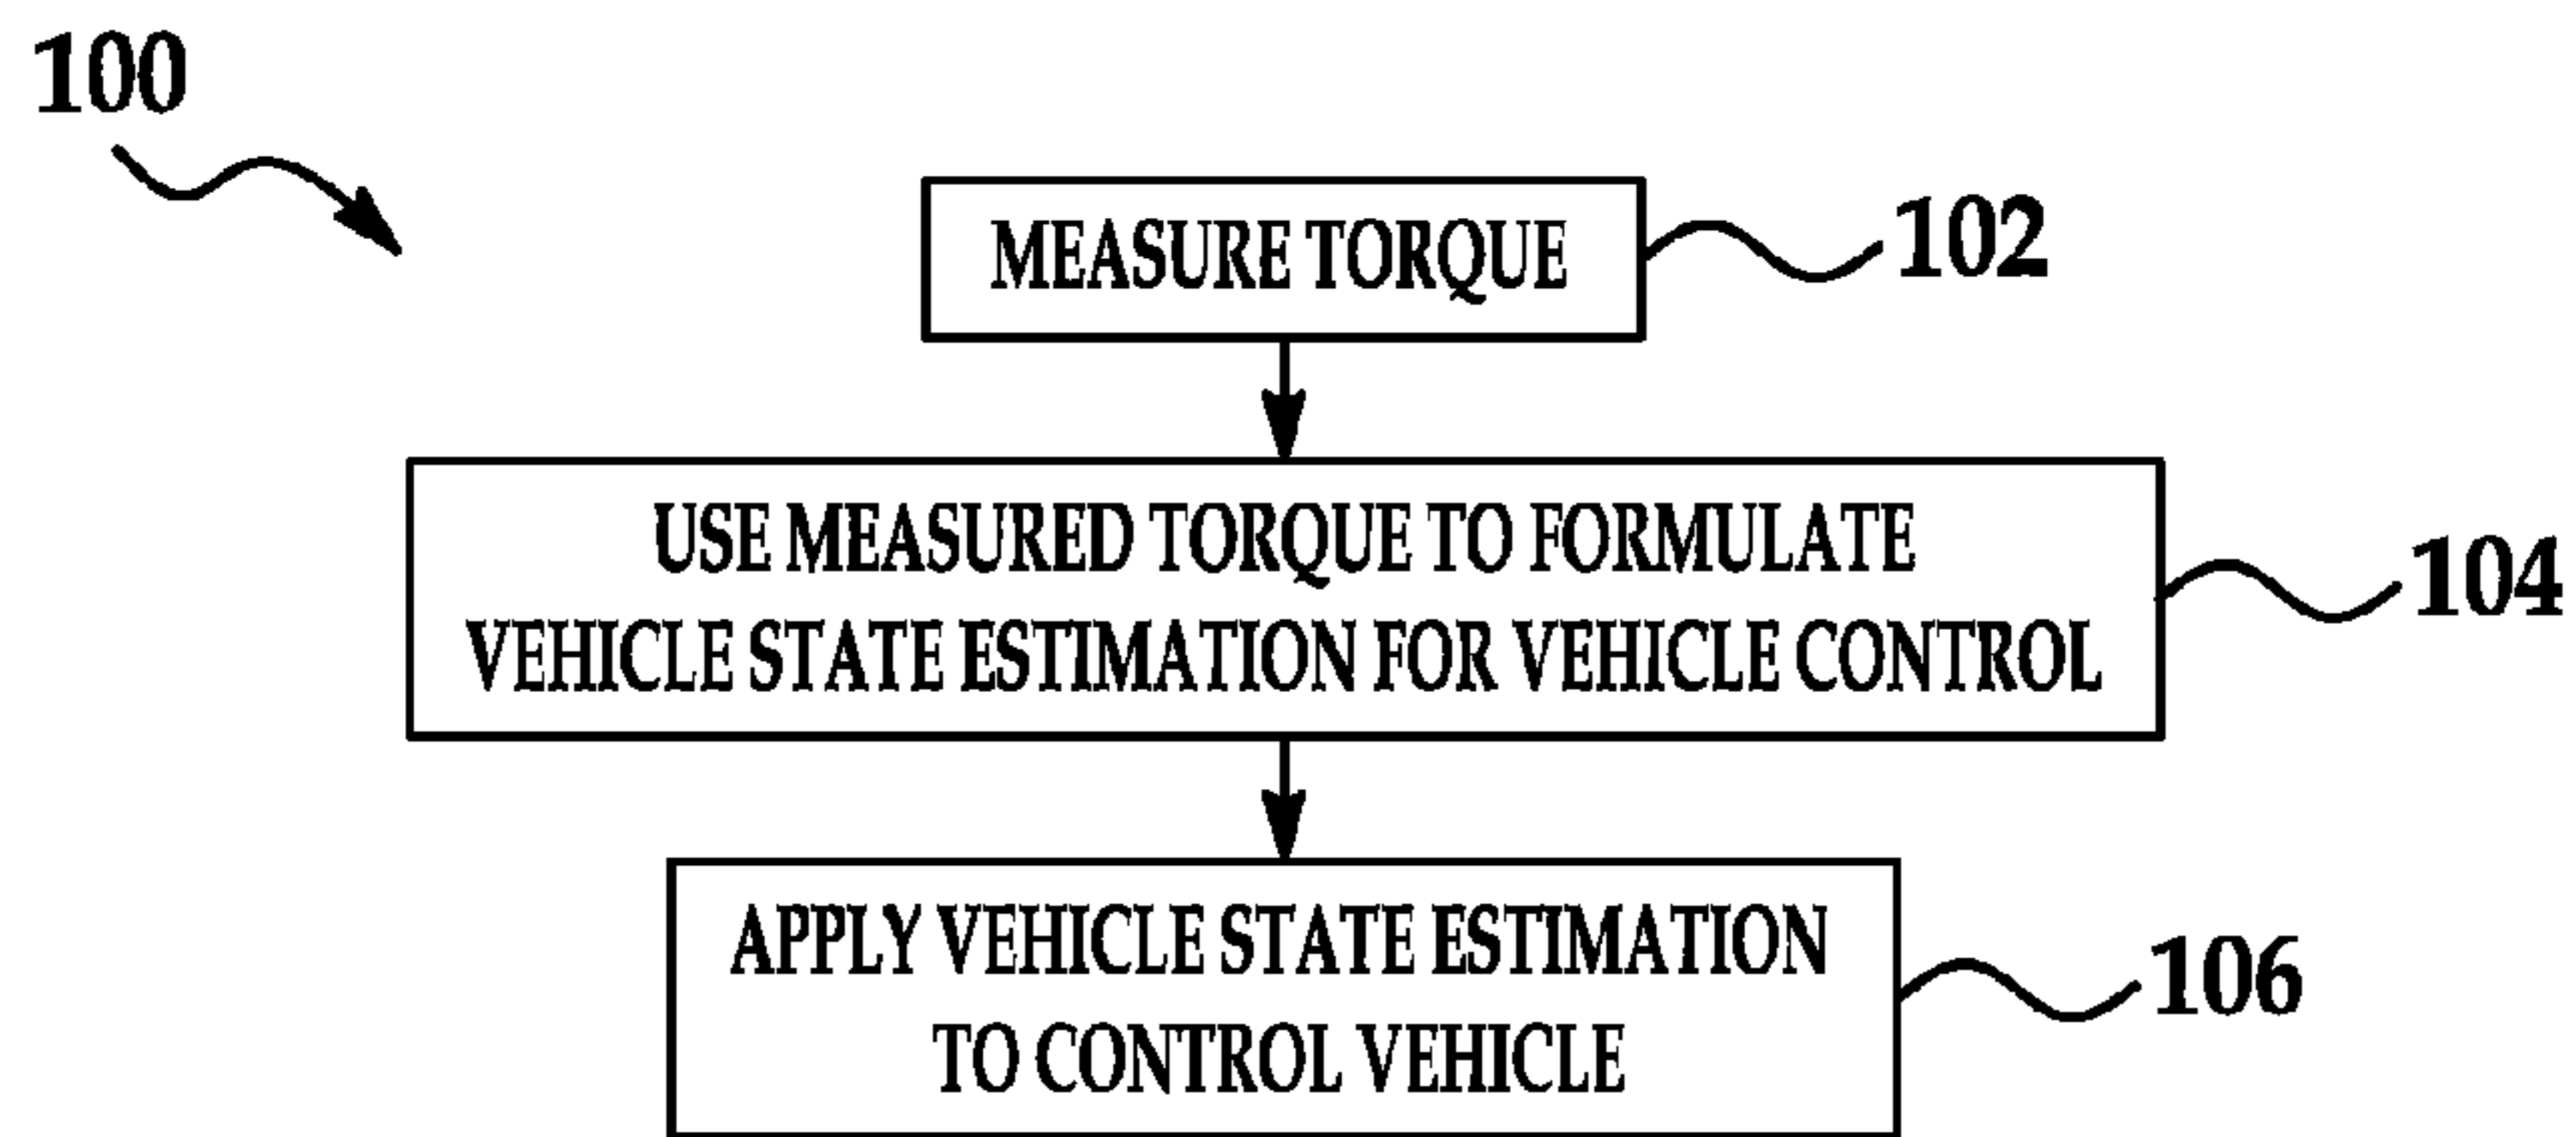 100
MEASURE TORQUE
102
USE MEASURED TORQUE TO FORMULATE
VEHICLE STATE ESTIMATION FOR VEHICLE CONTROL
104
APPLY VEHICLE STATE ESTIMATION
TO CONTROL VEHICLE
106